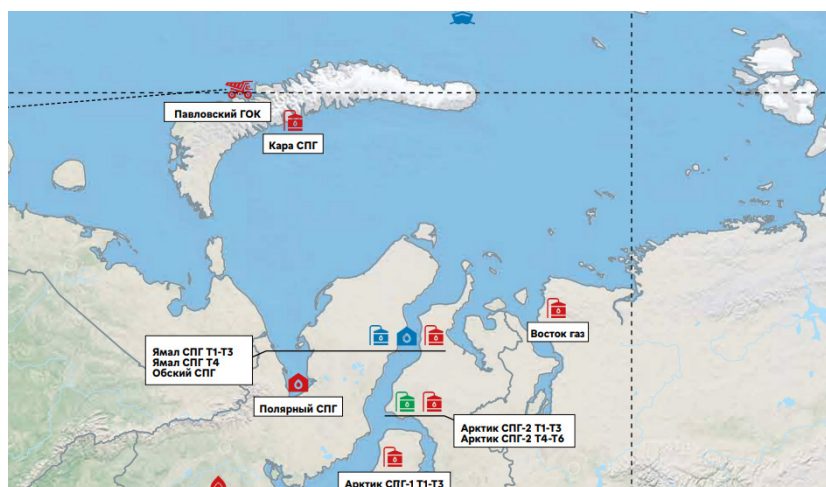 Павловский ГОК
Кара СПГ
Восток газ
Ямал СПГ Т1-Т3
Ямал СПГ Т4
Обский СПГ
Полярный СПГ
Арктик СПГ-2 Т1-Т3
Арктик СПГ-2 Т4-Т6
Арктик СПГ-1 Т1-Т3